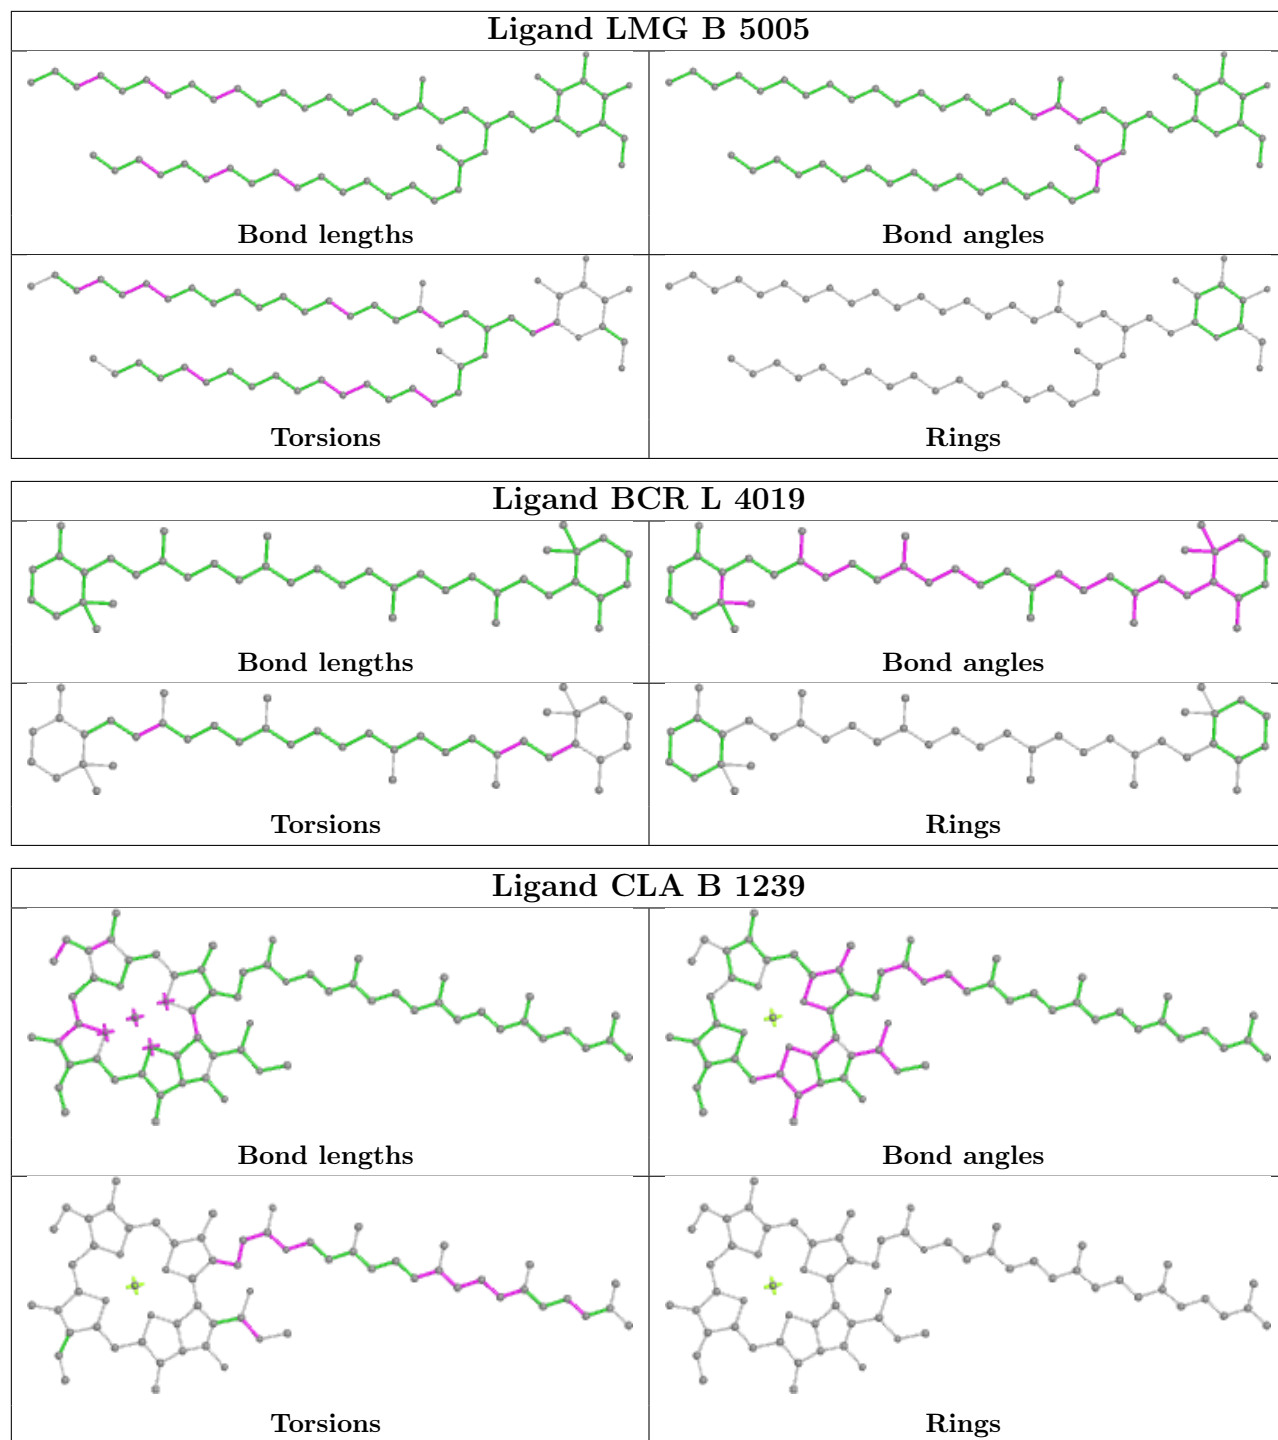 Ligand LMG B 5005
Bond lengths
Bond angles
Torsions
Rings
Ligand BCR L 4019
Bond lengths
Bond angles
Torsions
Rings
Ligand CLA B 1239
Bond lengths
Bond angles
Torsions
Rings